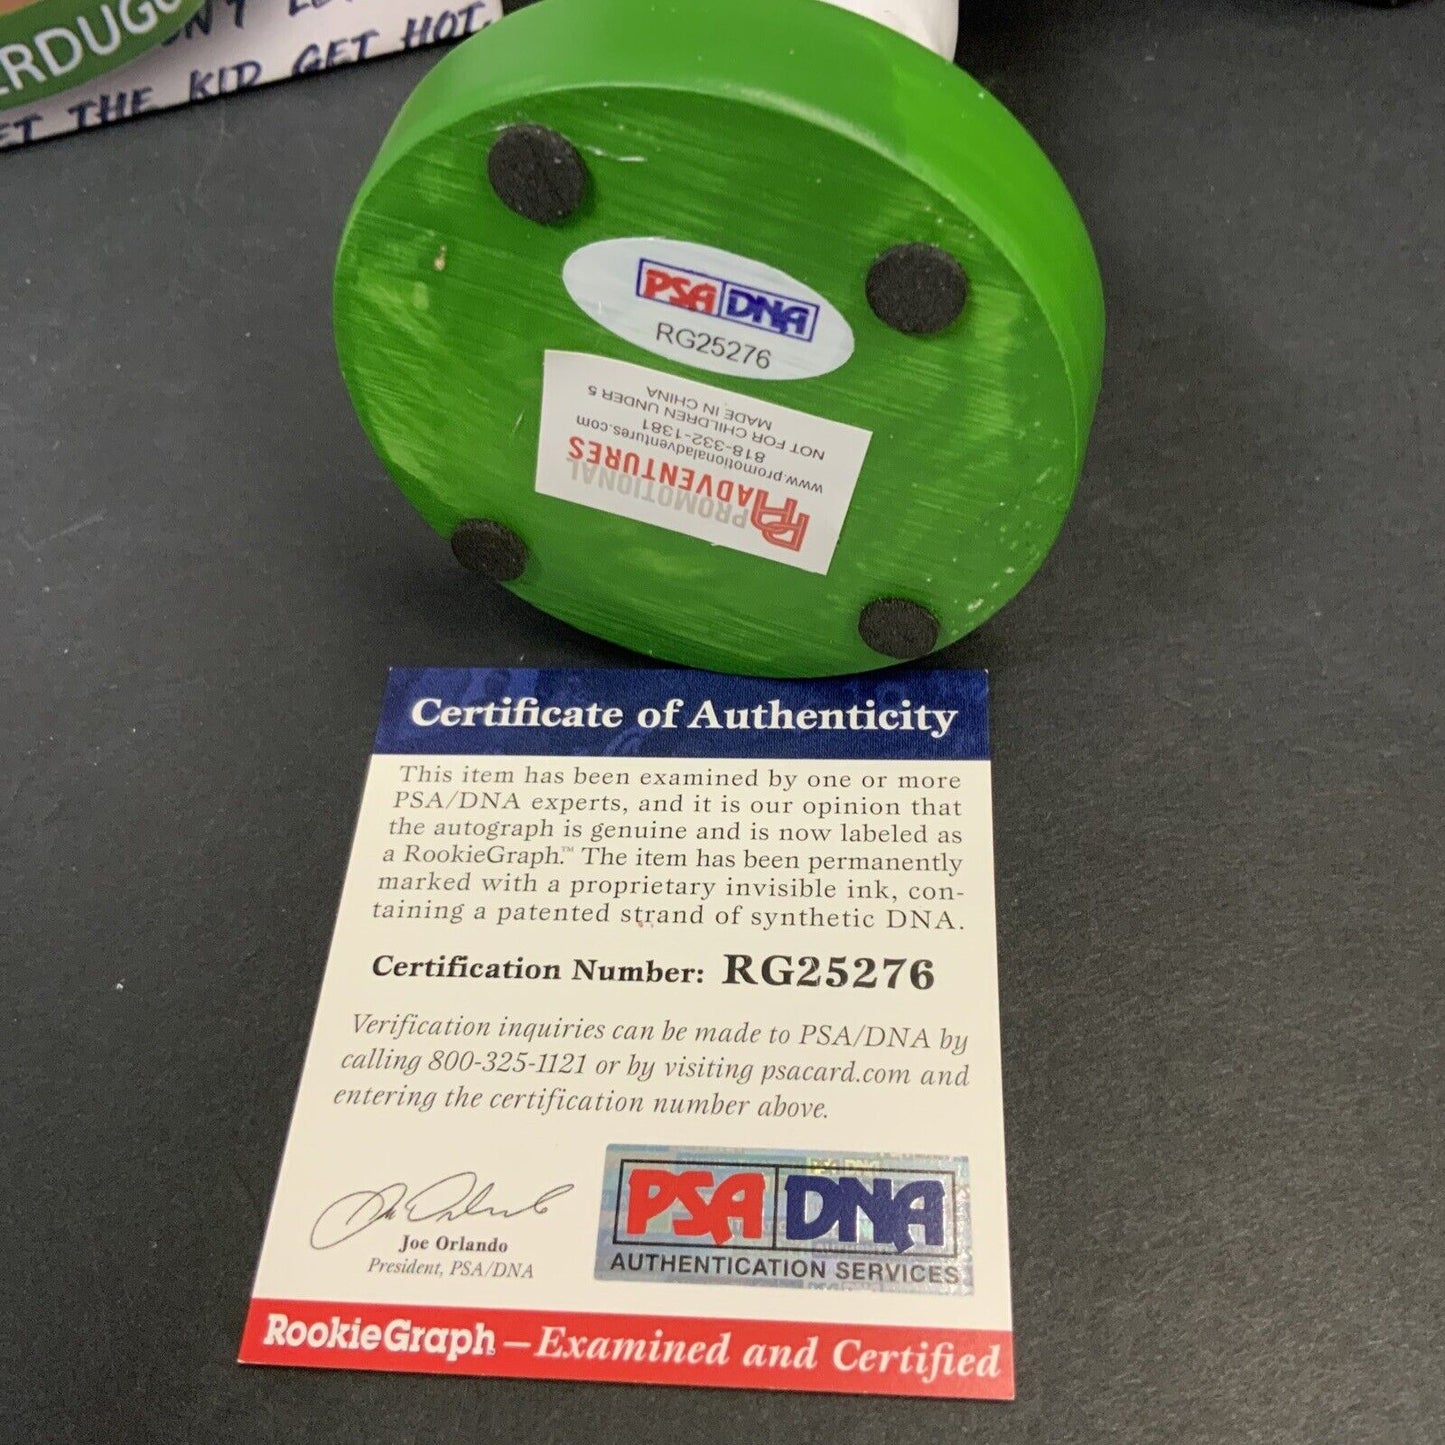 ERDUGO
GET HOT.
THE KID
PSA DNA
RG25276
PROMOTIONAL
ADVENTURES
www.promotionaladventures.com
818-332-1381
NOT FOR CHILDREN UNDER 5
MADE IN CHINA
Certificate of Authenticity
This item has been examined by one or more
PSA/DNA experts, and it is our opinion that
the autograph is genuine and is now labeled as
a RookieGraph.™ The item has been permanently
marked with a proprietary invisible ink, con-
taining a patented strand of synthetic DNA.
Certification Number: RG25276
Verification inquiries can be made to PSA/DNA by
calling 800-325-1121 or by visiting psacard.com and
entering the certification number above.
Joe Orlando
President, PSA/DNA
PSA DNA
AUTHENTICATION SERVICES
RookieGraph® – Examined and Certified